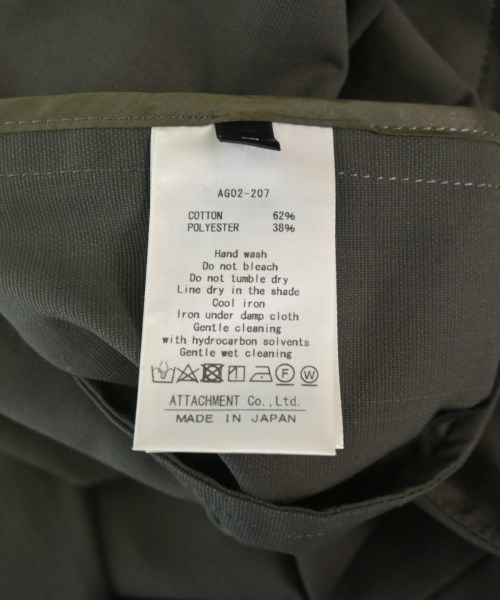 AG02-207
COTTON 62%
POLYESTER 38%
Hand wash
Do not bleach
Do not tumble dry
Line dry in the shade
Cool iron
Iron under damp cloth
Gentle cleaning
with hydrocarbon solvents
Gentle wet cleaning
F W
ATTACHMENT Co., Ltd.
MADE IN JAPAN